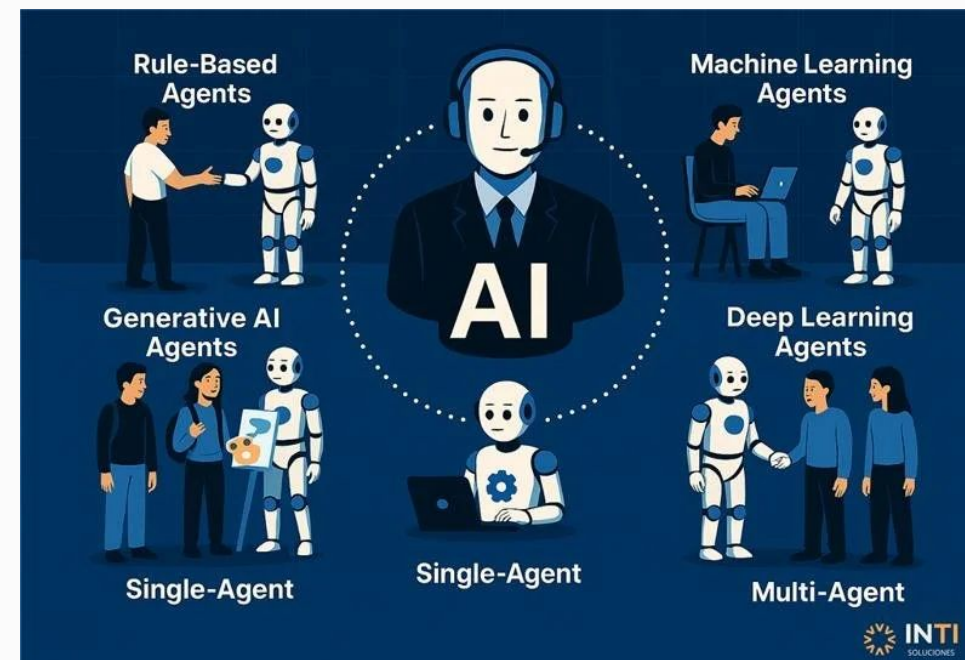 Rule-Based
Agents
Machine Learning
Agents
AI
Generative AI
Agents
Deep Learning
Agents
Single-Agent
Single-Agent
Multi-Agent
INTI
SOLUCIONES